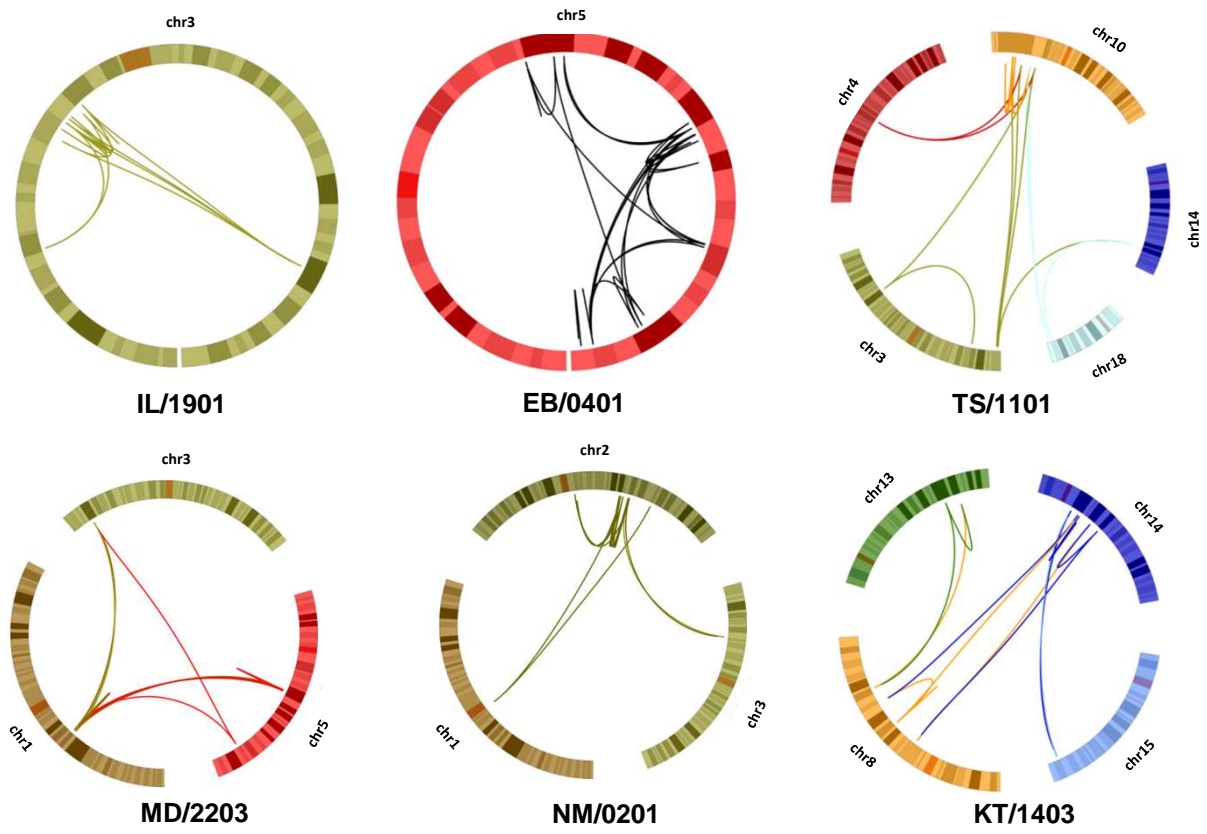 chr3
IL/1901
chr5
EB/0401
chr4
chr10
chr14
chr3
chr18
TS/1101
chr3
chr1
chr5
MD/2203
chr2
chr1
chr3
NM/0201
chr13
chr14
chr8
chr15
KT/1403